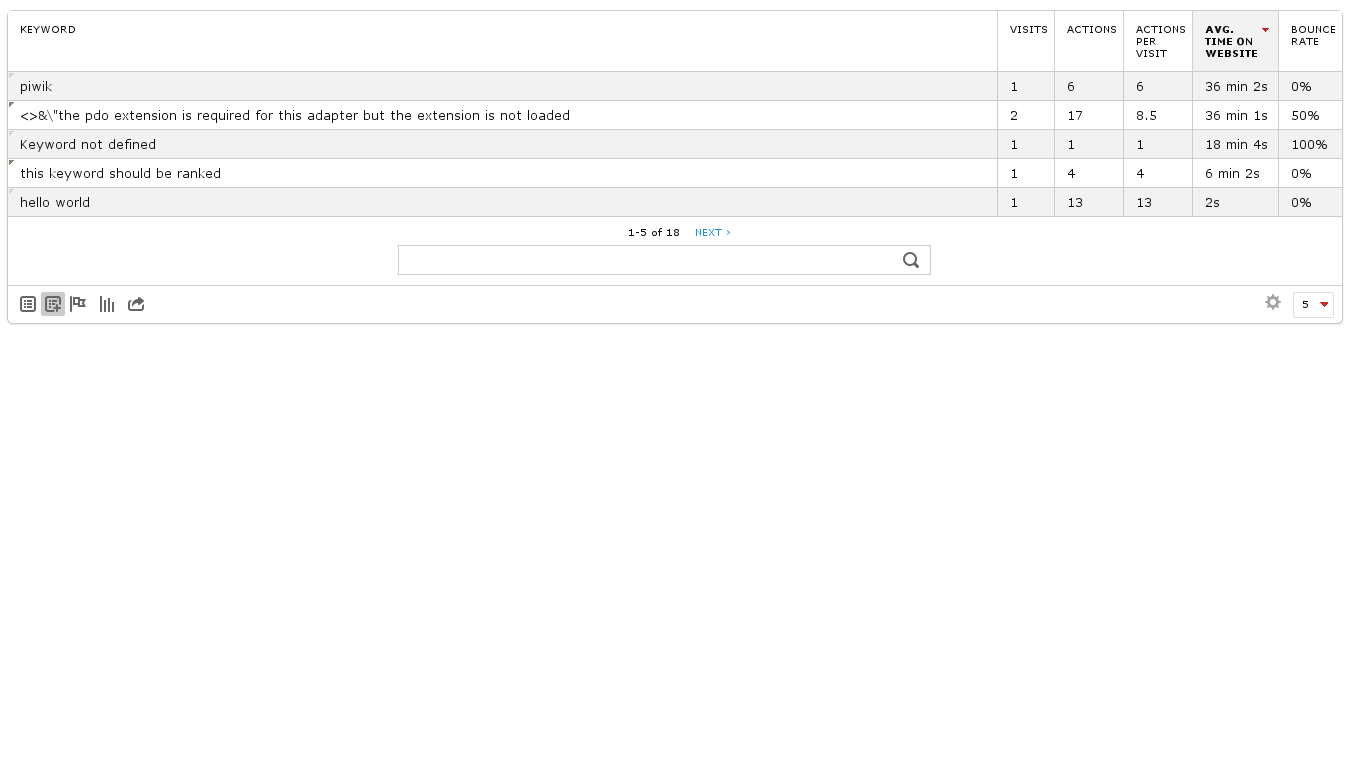 KEYWORD VISITS ACTIONS ACTIONS PER VISIT AVG. TIME ON WEBSITE BOUNCE RATE
piwik 1 6 6 36 min 2s 0%
<>&\"the pdo extension is required for this adapter but the extension is not loaded 2 17 8.5 36 min 1s 50%
Keyword not defined 1 1 1 18 min 4s 100%
this keyword should be ranked 1 4 4 6 min 2s 0%
hello world 1 13 13 2s 0%
1-5 of 18 NEXT ›
5